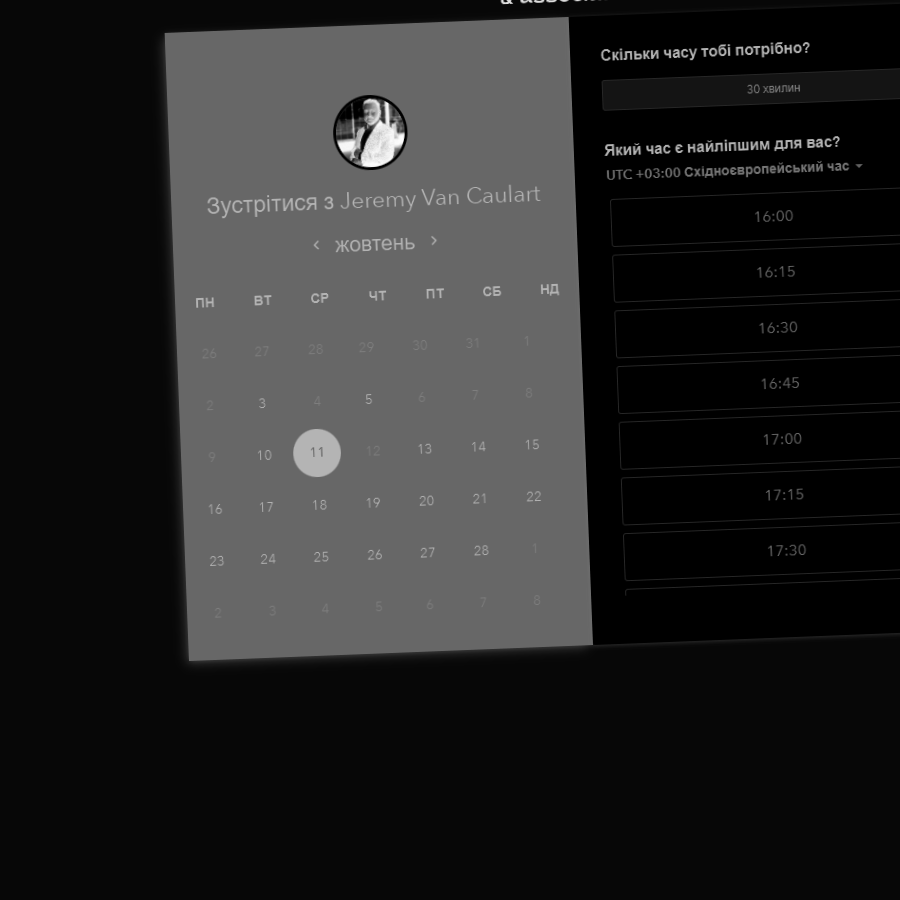 Зустрітися з Jeremy Van Caulart
жовтень
ПН ВТ СР ЧТ ПТ СБ НД
26 27 28 29 30 31 1
2 3 4 5 6 7 8
9 10 11 12 13 14 15
16 17 18 19 20 21 22
23 24 25 26 27 28 1
2 3 4 5 6 7 8
Скільки часу тобі потрібно?
30 хвилин
Який час є найліпшим для вас?
UTC +03:00 Східноєвропейський час
16:00
16:15
16:30
16:45
17:00
17:15
17:30